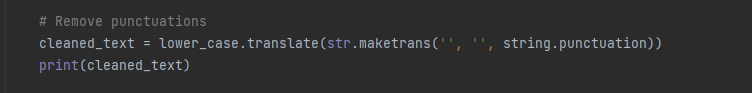 # Remove punctuations
cleaned_text = lower_case.translate(str.maketrans('', '', string.punctuation))
print(cleaned_text)